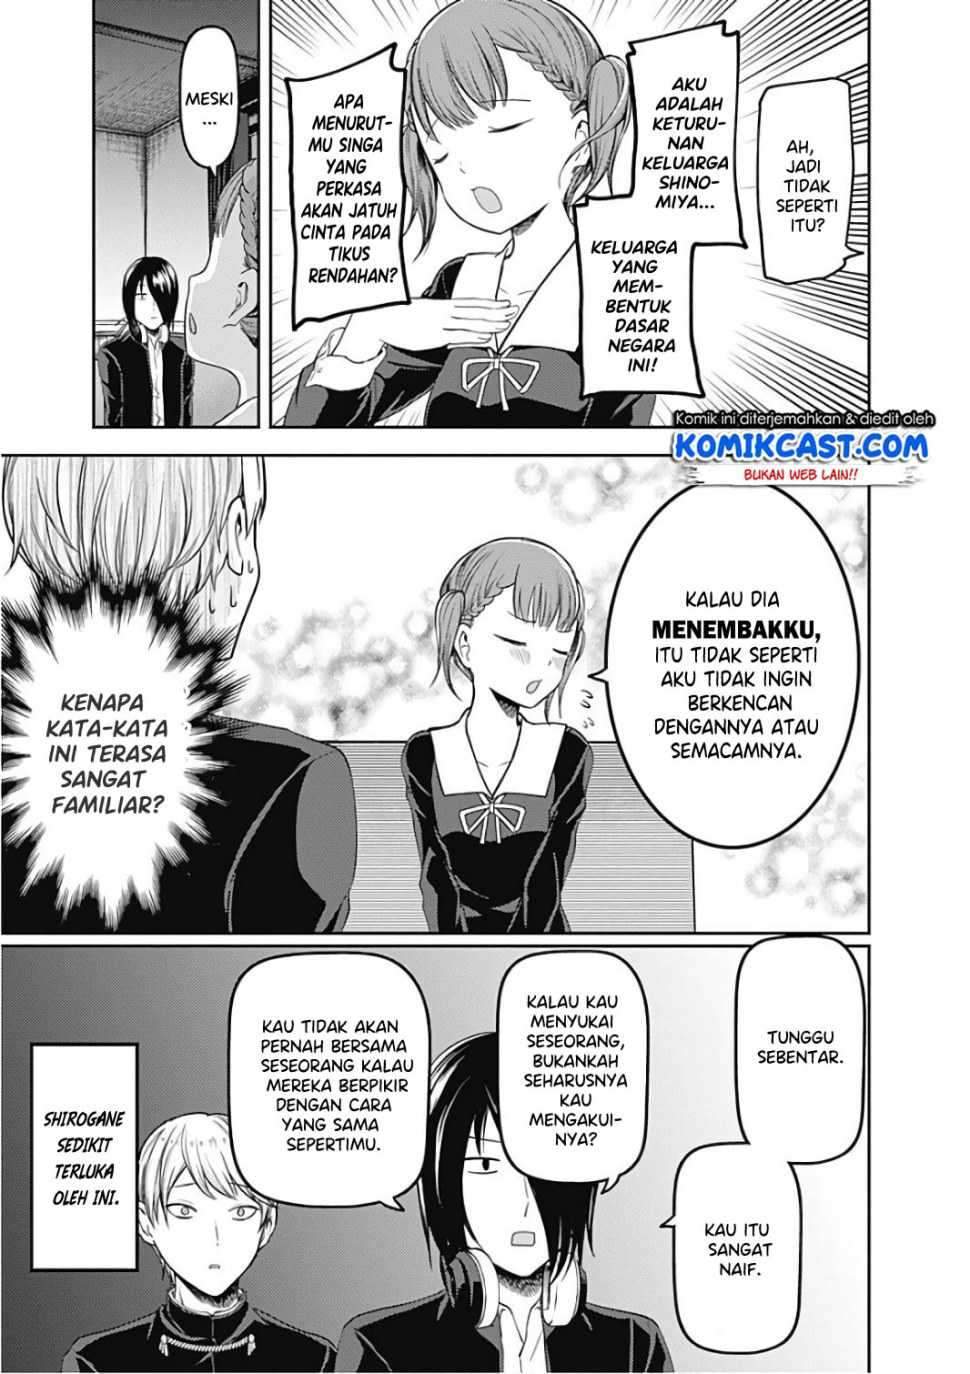 AH,
JADI
TIDAK
SEPERTI
ITU?
AKU
ADALAH
KETURU-
NAN
KELUARGA
SHINO-
MIYA...
KELUARGA
YANG
MEM-
BENTUK
DASAR
NEGARA
INI!
APA
MENURUT-
MU SINGA
YANG
PERKASA
AKAN JATUH
CINTA PADA
TIKUS
RENDAHAN?
MESKI
...
Komik ini diterjemahkan & diedit oleh
KOMIKCAST.COM
BUKAN WEB LAIN!!
KALAU DIA
MENEMBAKKU,
ITU TIDAK SEPERTI
AKU TIDAK INGIN
BERKENCAN
DENGANNYA ATAU
SEMACAMNYA.
KENAPA
KATA-KATA
INI TERASA
SANGAT
FAMILIAR?
TUNGGU
SEBENTAR.
KAU ITU
SANGAT
NAIF.
KALAU KAU
MENYUKAI
SESEORANG,
BUKANKAH
SEHARUSNYA
KAU
MENGAKUI-
NYA?
KAU TIDAK AKAN
PERNAH BERSAMA
SESEORANG KALAU
MEREKA BERPIKIR
DENGAN CARA
YANG SAMA
SEPERTIMU.
SHIROGANE
SEDIKIT
TERLUKA
OLEH INI.